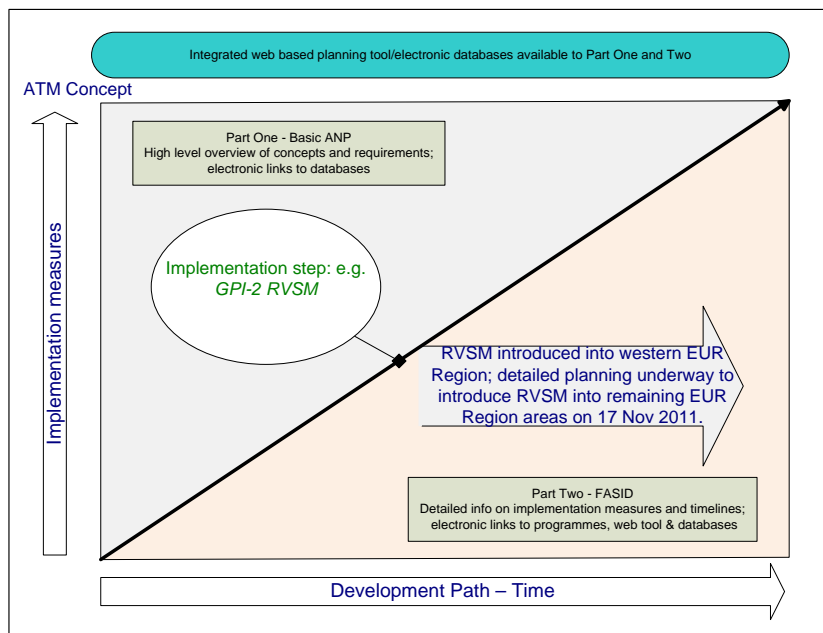 Integrated web based planning tool/electronic databases available to Part One and Two
ATM Concept
Part One - Basic ANP
High level overview of concepts and requirements;
electronic links to databases
Implementation measures
Implementation step: e.g.
GPI-2 RVSM
RVSM introduced into western EUR
Region; detailed planning underway to
introduce RVSM into remaining EUR
Region areas on 17 Nov 2011.
Part Two - FASID
Detailed info on implementation measures and timelines;
electronic links to programmes, web tool & databases
Development Path – Time